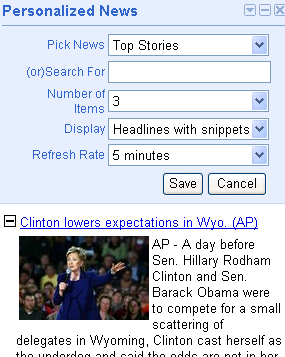 Personalized News
Pick News Top Stories
(or)Search For
Number of
Items 3
Display Headlines with snippets
Refresh Rate 5 minutes
Save Cancel
Clinton lowers expectations in Wyo. (AP)
AP - A day before
Sen. Hillary Rodham
Clinton and Sen.
Barack Obama were
to compete for a small
scattering of
delegates in Wyoming, Clinton cast herself as
the underdog and said the odds are not in her